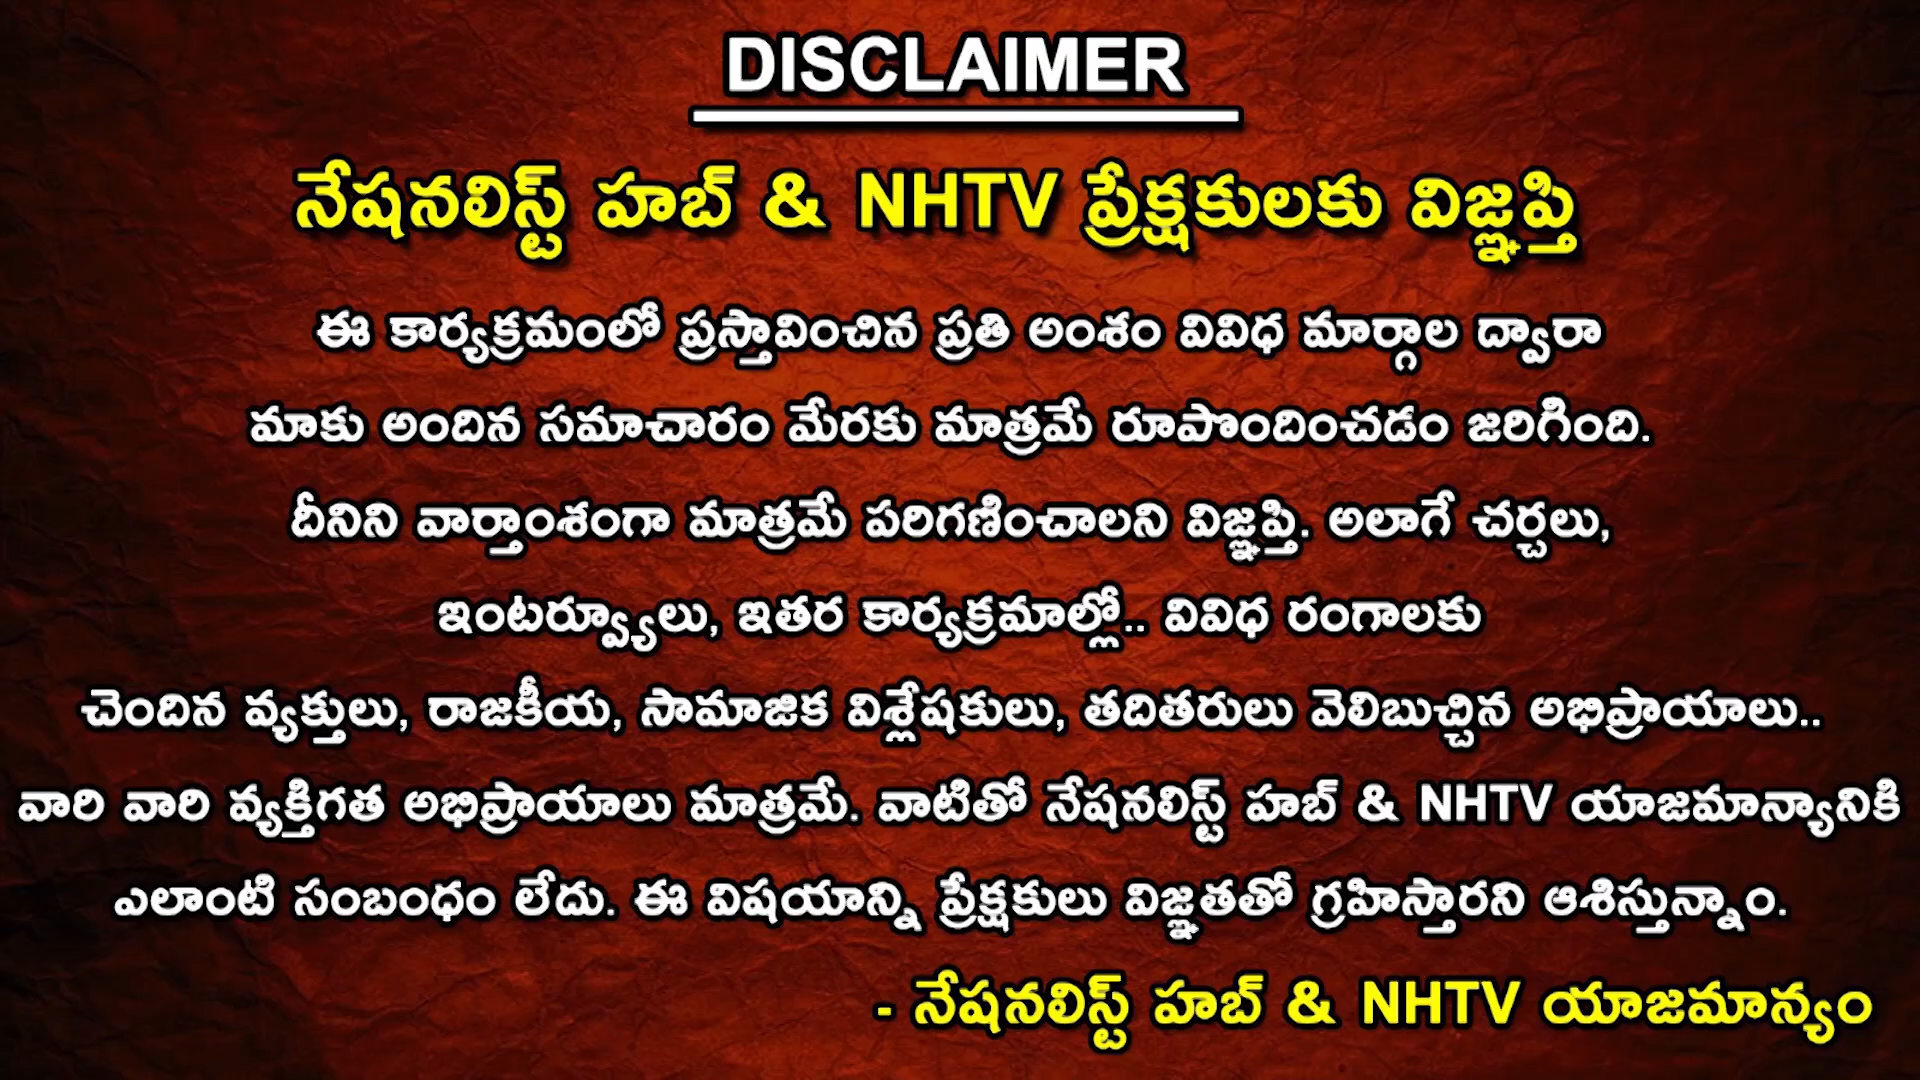 DISCLAIMER
నేషనలిస్ట్ హబ్ & NHTV ప్రేక్షకులకు విజ్ఞప్తి
ఈ కార్యక్రమంలో ప్రస్తావించిన ప్రతి అంశం వివిధ మార్గాల ద్వారా
మాకు అందిన సమాచారం మేరకు మాత్రమే రూపొందించడం జరిగింది.
దీనిని వార్తాంశంగా మాత్రమే పరిగణించాలని విజ్ఞప్తి. అలాగే చర్చలు,
ఇంటర్వ్యూలు, ఇతర కార్యక్రమాల్లో.. వివిధ రంగాలకు
చెందిన వ్యక్తులు, రాజకీయ, సామాజిక విశ్లేషకులు, తదితరులు వెలిబుచ్చిన అభిప్రాయాలు..
వారి వారి వ్యక్తిగత అభిప్రాయాలు మాత్రమే. వాటితో నేషనలిస్ట్ హబ్ & NHTV యాజమాన్యానికి
ఎలాంటి సంబంధం లేదు. ఈ విషయాన్ని ప్రేక్షకులు విజ్ఞతతో గ్రహిస్తారని ఆశిస్తున్నాం.
- నేషనలిస్ట్ హబ్ & NHTV యాజమాన్యం